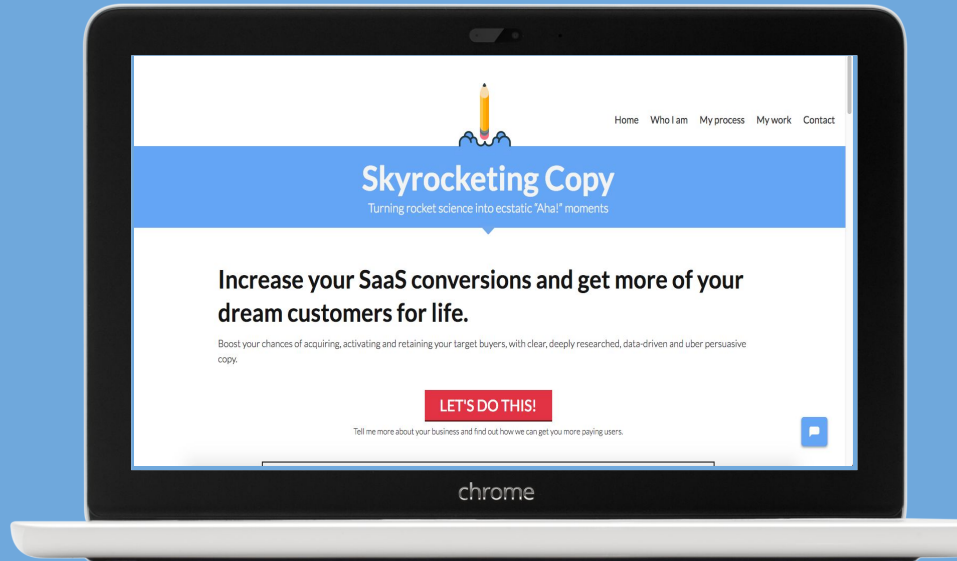 Home Who I am My process My work Contact
Skyrocketing Copy
Turning rocket science into ecstatic “Aha!” moments
Increase your SaaS conversions and get more of your
dream customers for life.
Boost your chances of acquiring, activating and retaining your target buyers, with clear, deeply researched, data-driven and uber persuasive
copy.
LET'S DO THIS!
Tell me more about your business and find out how we can get you more paying users.
chrome